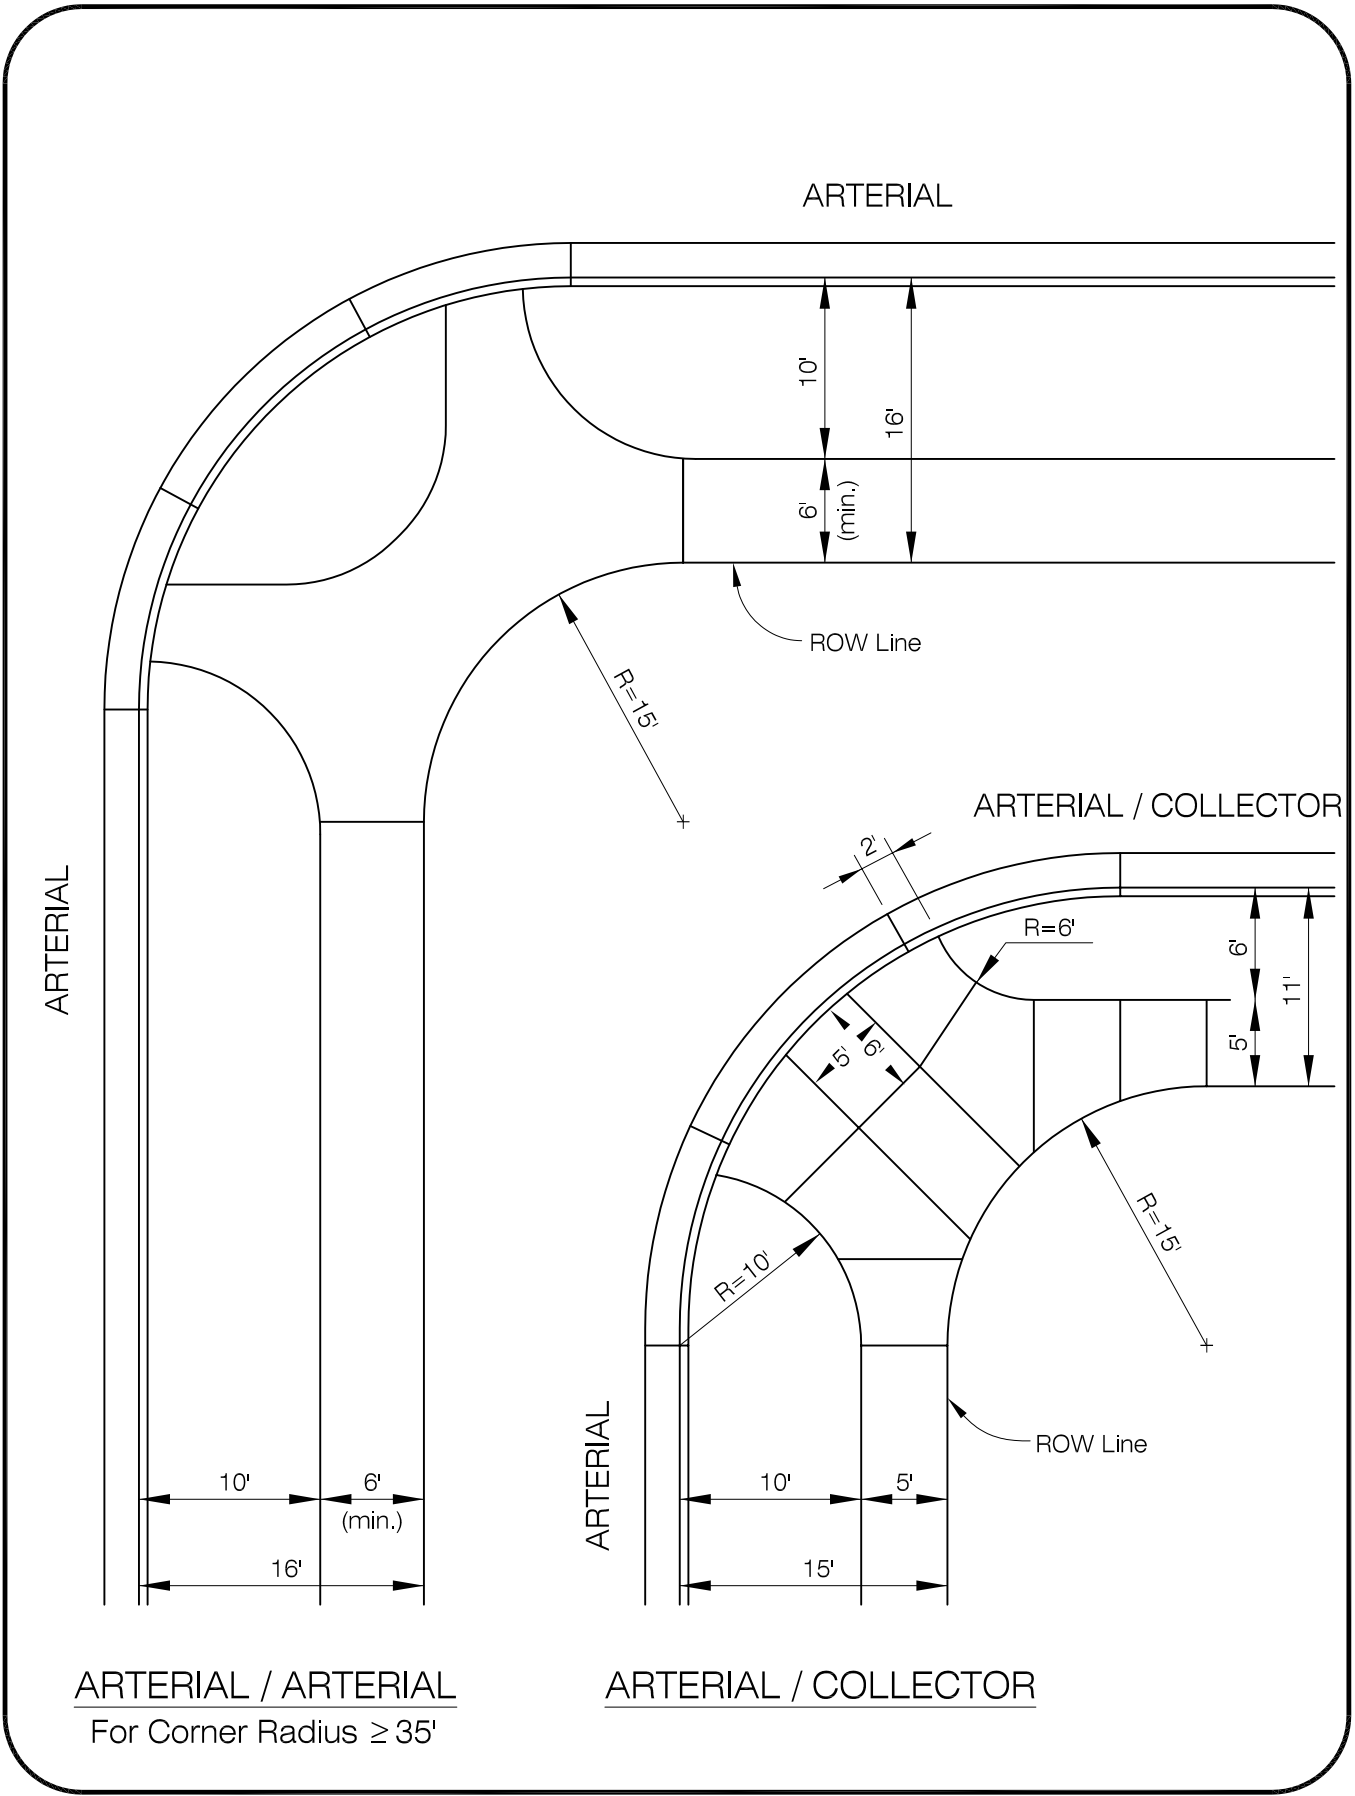 ARTERIAL
10'
16'
6'
(min.)
ROW Line
R=15'
ARTERIAL / COLLECTOR
2'
R=6'
6'
11'
5'
5'
6'
R=15'
R=10'
ARTERIAL
ARTERIAL
ROW Line
10'
6'
(min.)
16'
10'
5'
15'
ARTERIAL / ARTERIAL
For Corner Radius ≥ 35'
ARTERIAL / COLLECTOR